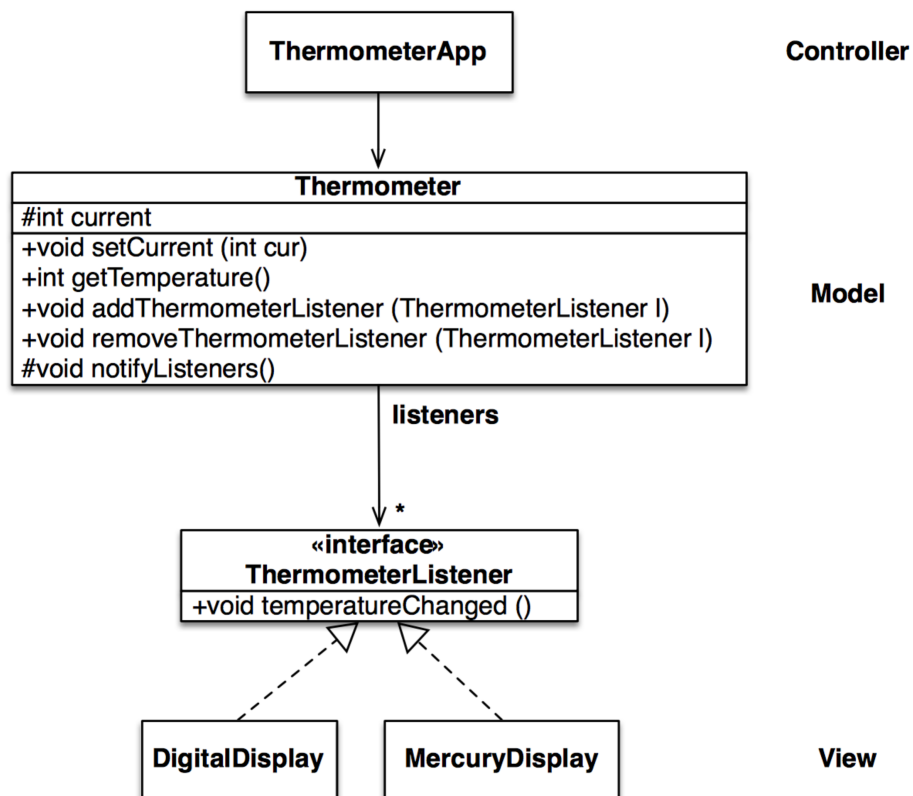 ThermometerApp
Controller
Thermometer
#int current
+void setCurrent (int cur)
+int getTemperature()
+void addThermometerListener (ThermometerListener l)
+void removeThermometerListener (ThermometerListener l)
#void notifyListeners()
Model
listeners
*
«interface»
ThermometerListener
+void temperatureChanged ()
DigitalDisplay
MercuryDisplay
View